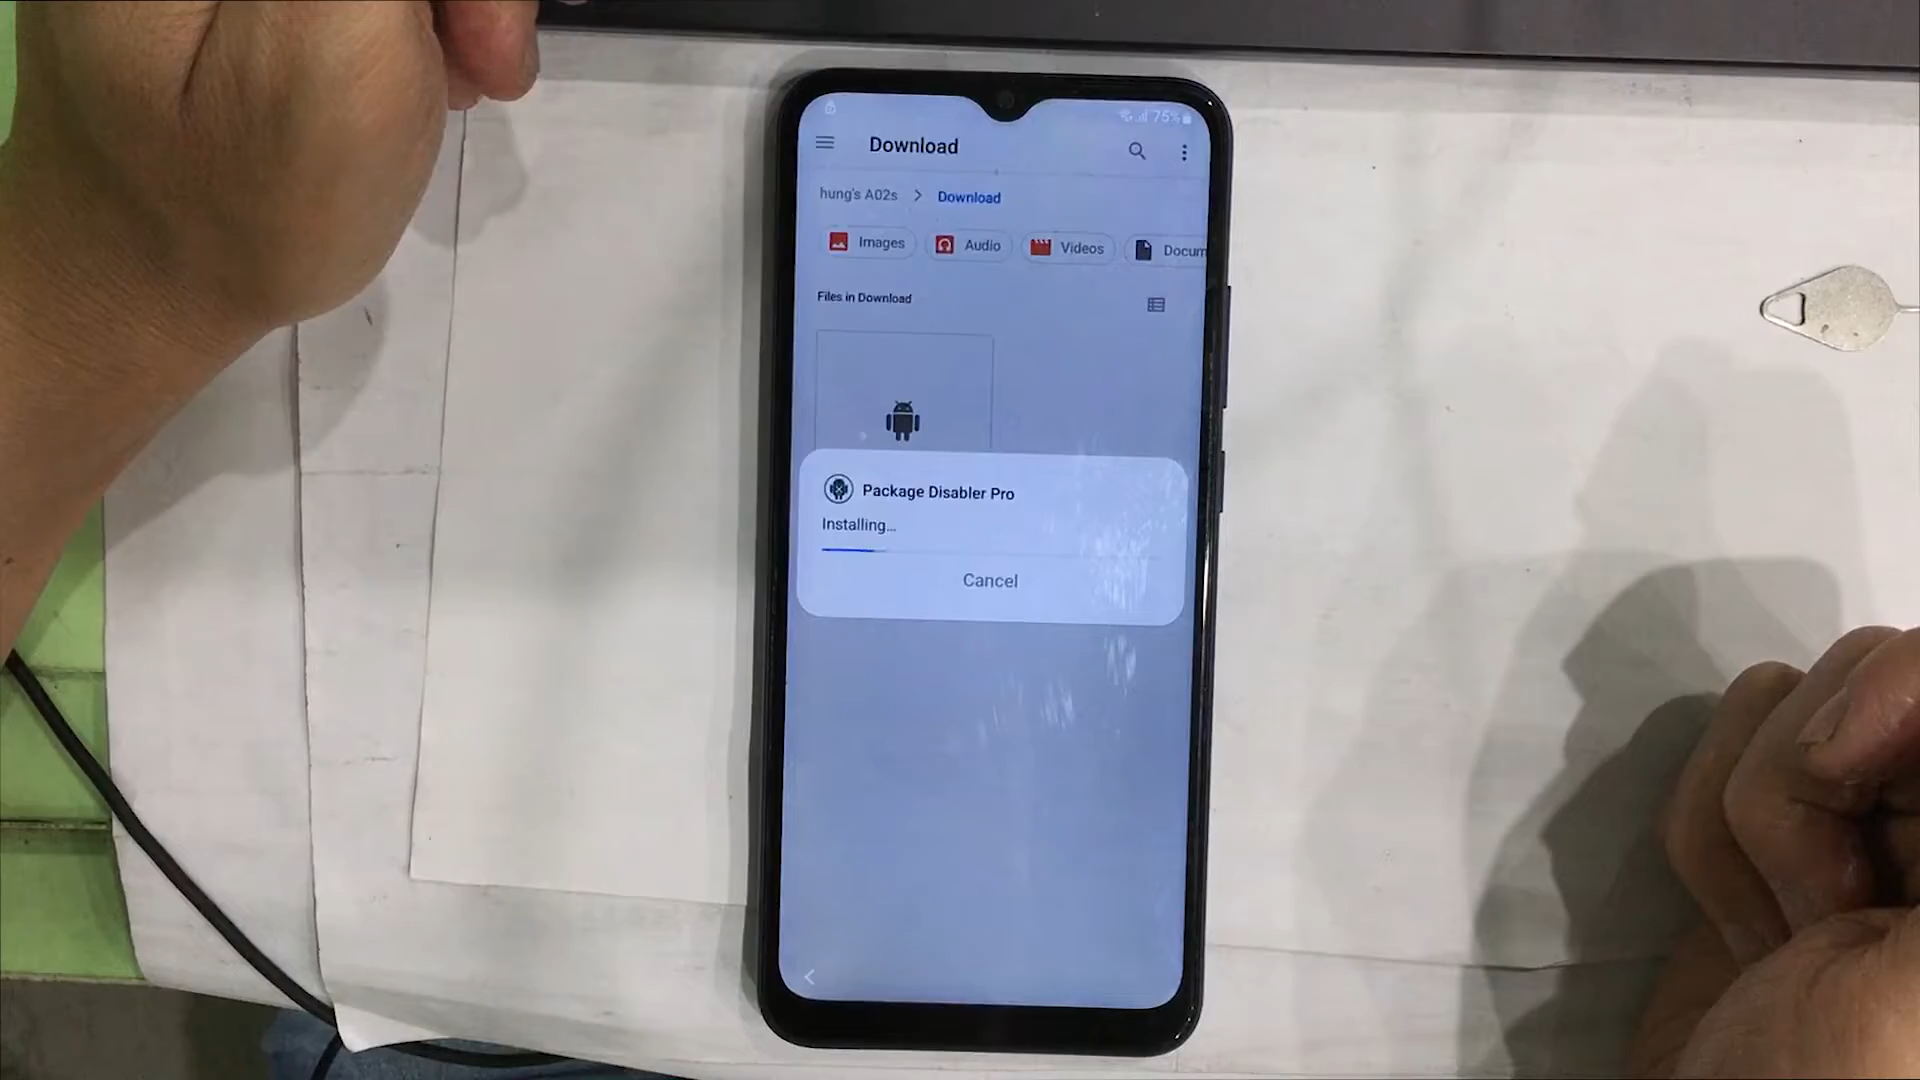 75%
Download
hung's A02s > Download
Images Audio Videos Docum
Files in Download
Package Disabler Pro
Installing...
Cancel